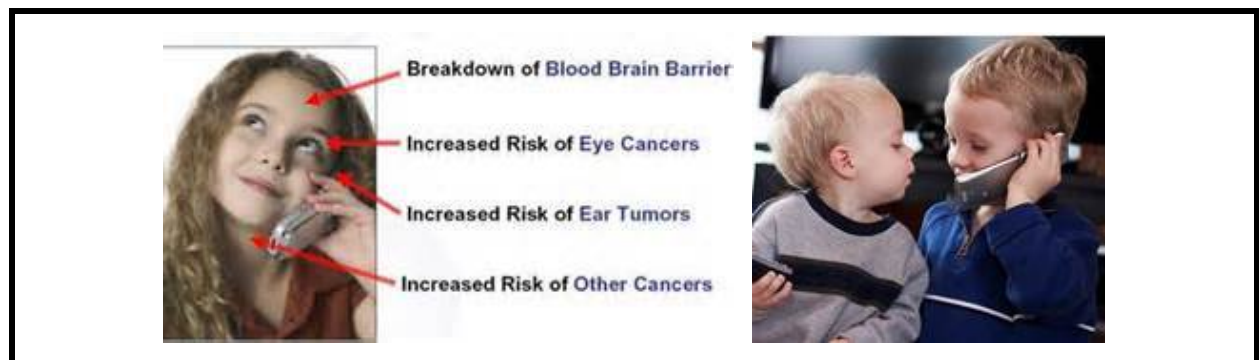 Breakdown of Blood Brain Barrier
Increased Risk of Eye Cancers
Increased Risk of Ear Tumors
Increased Risk of Other Cancers